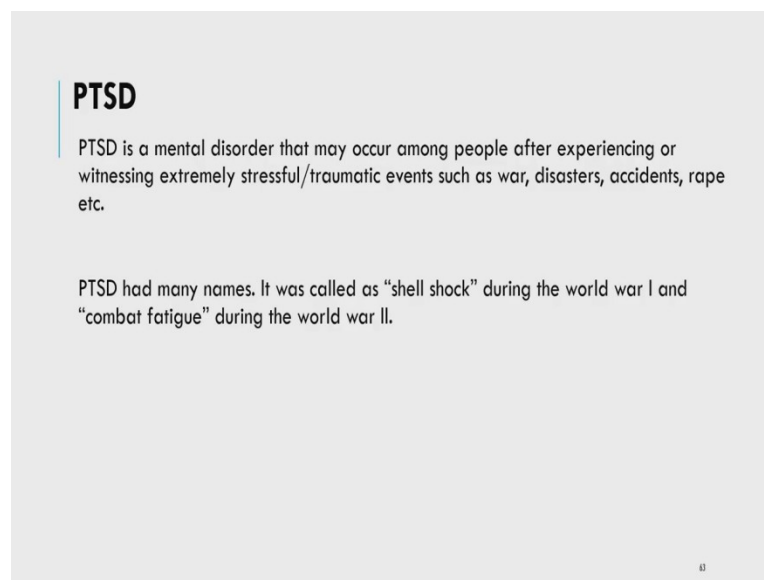 PTSD
PTSD is a mental disorder that may occur among people after experiencing or
witnessing extremely stressful/traumatic events such as war, disasters, accidents, rape
etc.
PTSD had many names. It was called as “shell shock” during the world war I and
“combat fatigue” during the world war II.
63